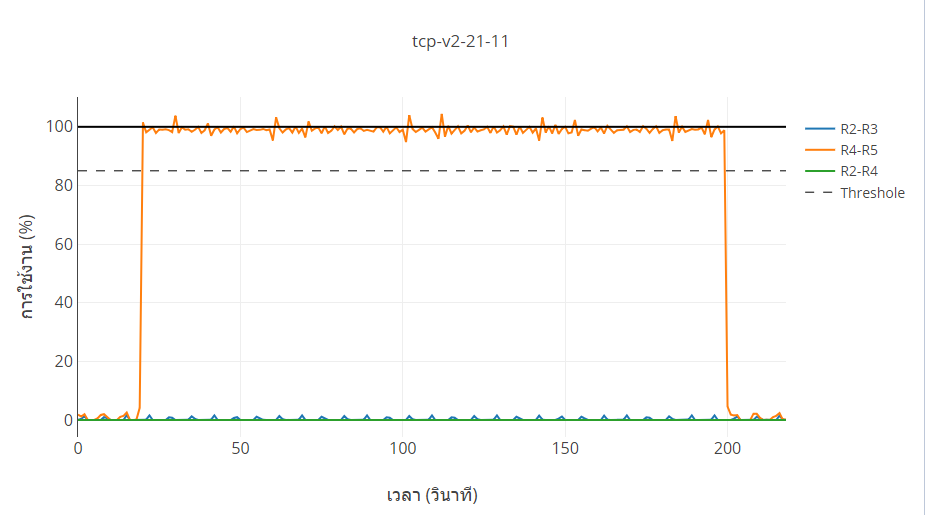 tcp-v2-21-11
100
80
60
40
20
0
การใช้งาน (%)
0 50 100 150 200
เวลา (วินาที)
R2-R3
R4-R5
R2-R4
Threshole